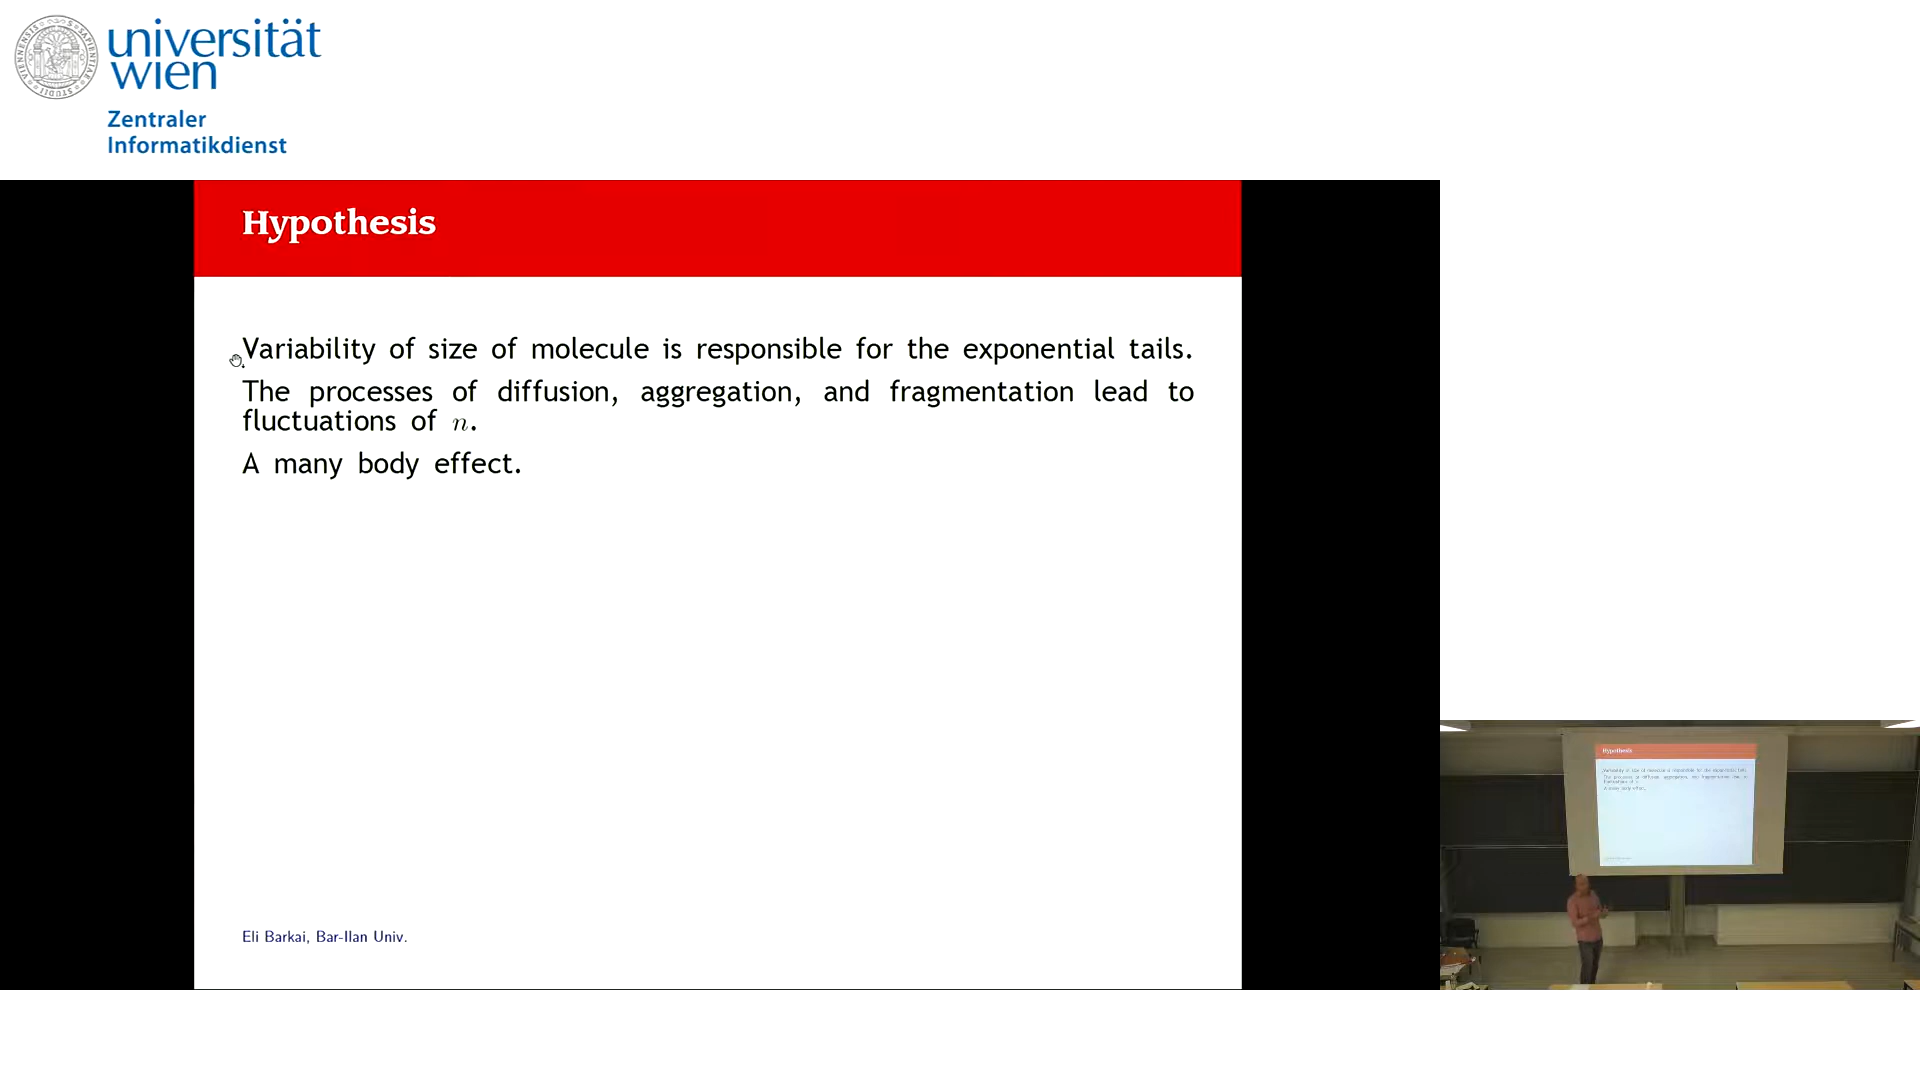 universität
wien
Zentraler
Informatikdienst
Hypothesis
Variability of size of molecule is responsible for the exponential tails.
The processes of diffusion, aggregation, and fragmentation lead to
fluctuations of n.
A many body effect.
Eli Barkai, Bar-Ilan Univ.
Hypothesis